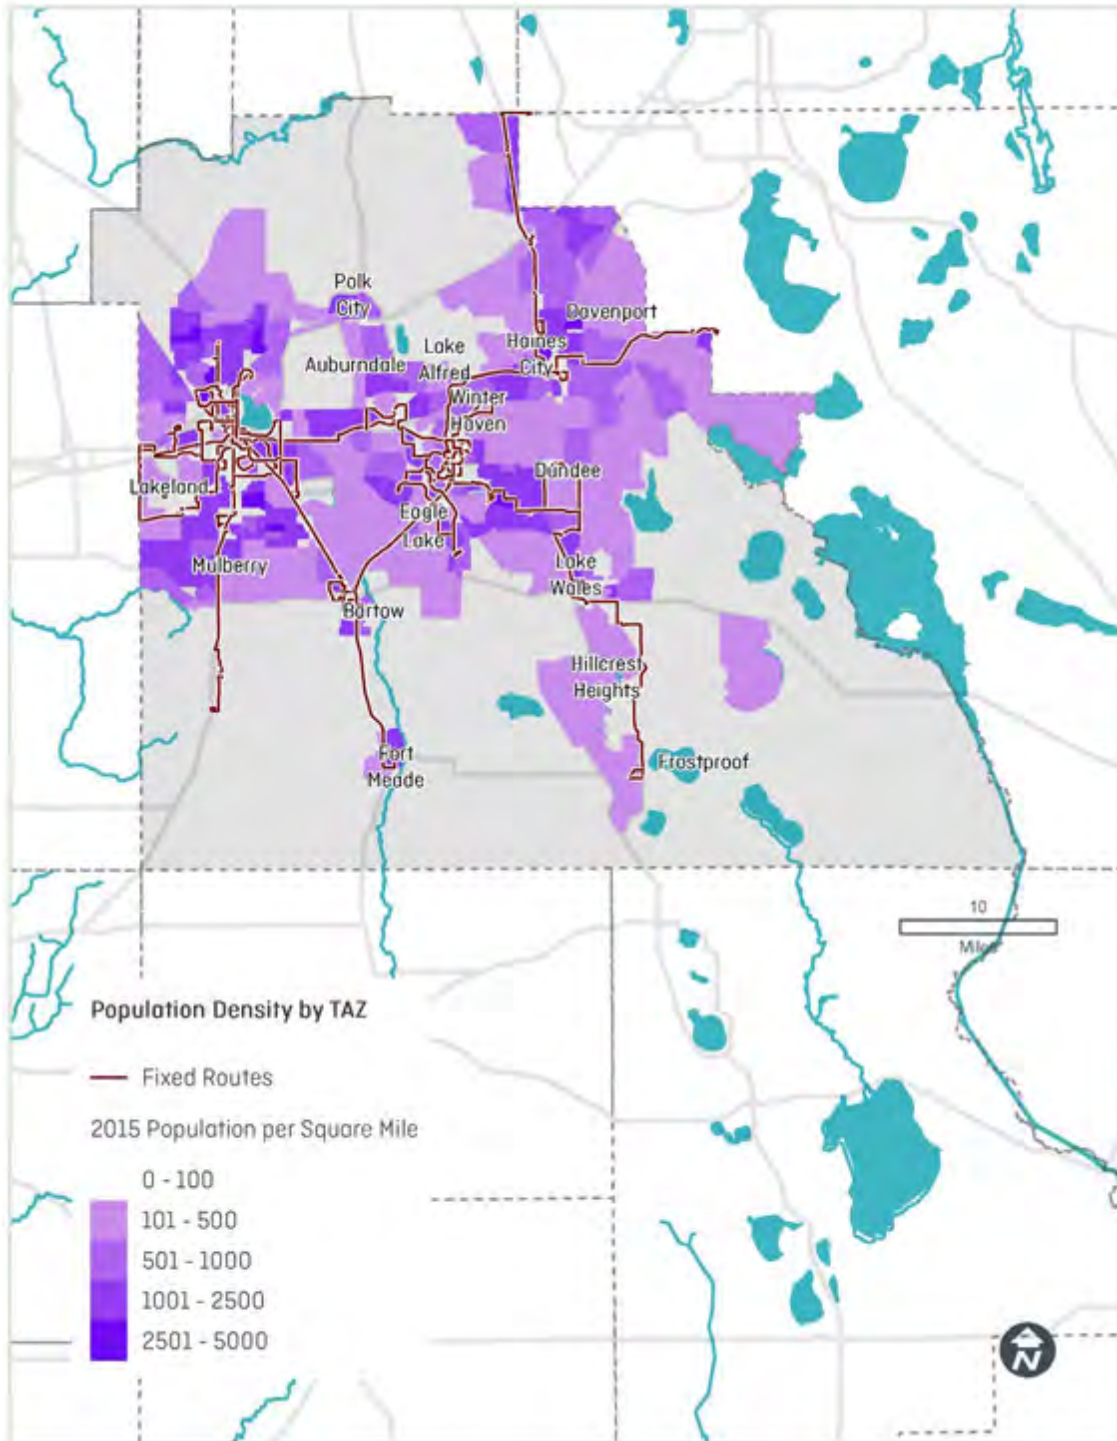 Polk
City
Davenport
Lake
Alfred
Haines
City
Auburndale
Winter
Haven
Lakeland
Dundee
Eagle
Lake
Mulberry
Lake
Wales
Bartow
Hillcrest
Heights
Fort
Meade
Frostproof
10
Miles
Population Density by TAZ
Fixed Routes
2015 Population per Square Mile
0 - 100
101 - 500
501 - 1000
1001 - 2500
2501 - 5000
N